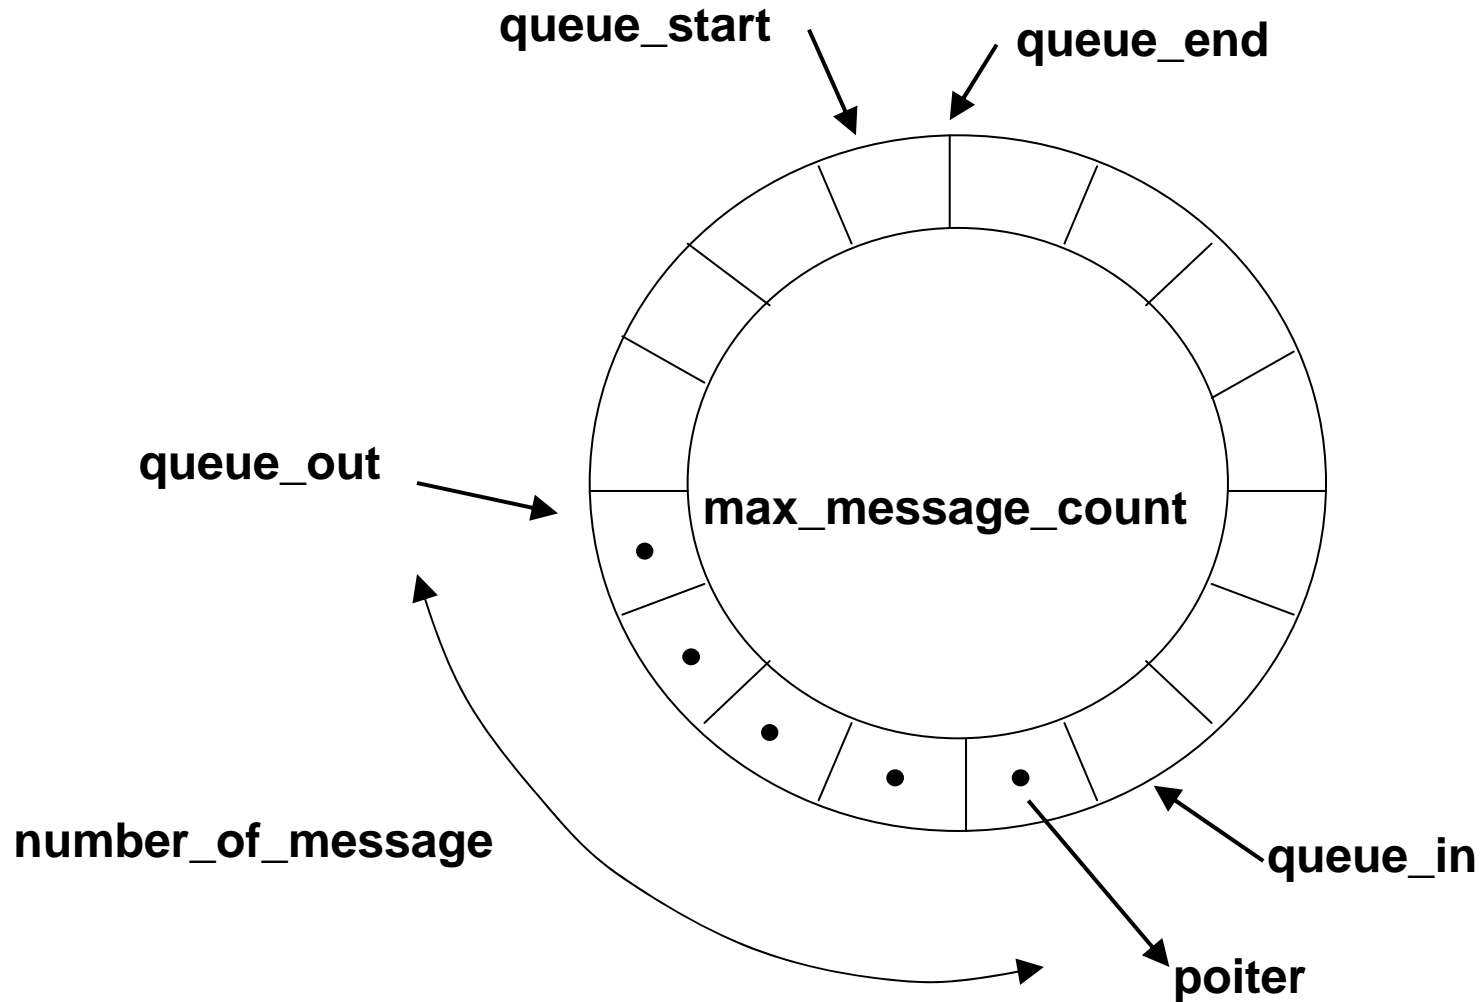 queue_start
queue_end
queue_out
max_message_count
number_of_message
queue_in
poiter